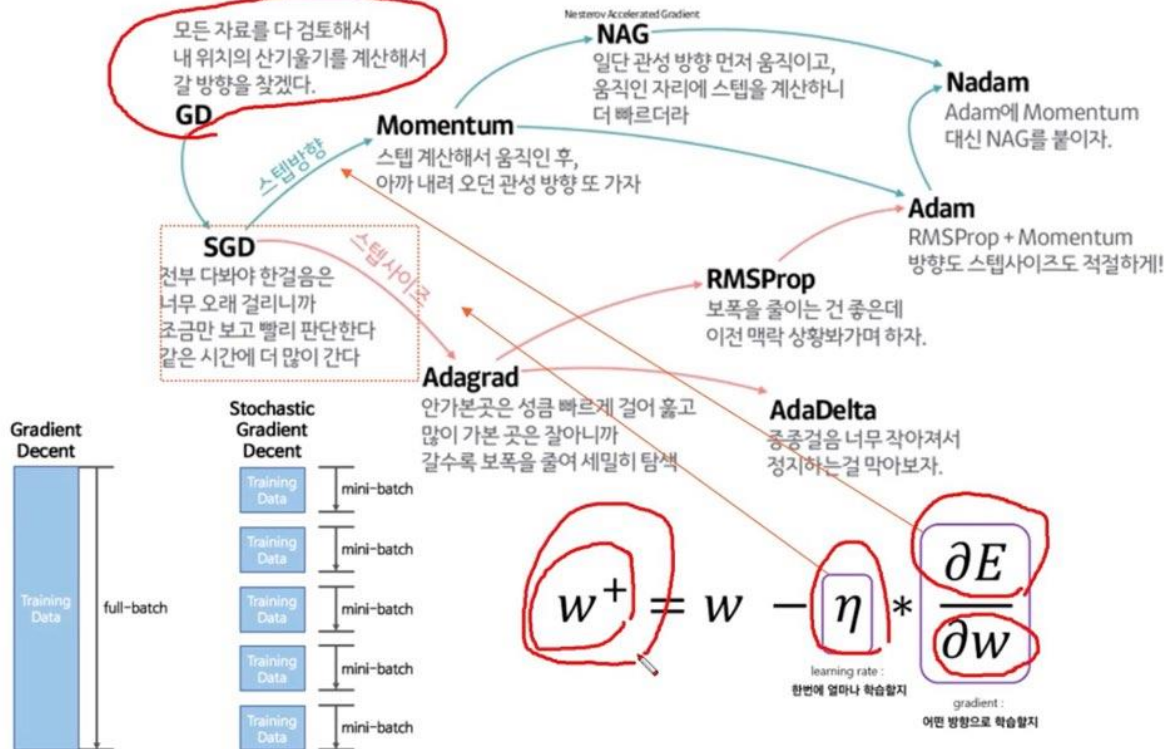 모든 자료를 다 검토해서
내 위치의 산기울기를 계산해서
갈 방향을 찾겠다.
GD
스텝방향
Momentum
스텝 계산해서 움직인 후,
아까 내려 오던 관성 방향 또 가자
Nesterov Accelerated Gradient
NAG
일단 관성 방향 먼저 움직이고,
움직인 자리에 스텝을 계산하니
더 빠르더라
Nadam
Adam에 Momentum
대신 NAG를 붙이자.
Adam
RMSProp + Momentum
방향도 스텝사이즈도 적절하게!
SGD
전부 다봐야 한걸음은
너무 오래 걸리니까
조금만 보고 빨리 판단한다
같은 시간에 더 많이 간다
스텝사이즈
RMSProp
보폭을 줄이는 건 좋은데
이전 맥락 상황봐가며 하자.
Adagrad
안가본곳은 성큼 빠르게 걸어 훑고
많이 가본 곳은 잘아니까
갈수록 보폭을 줄여 세밀히 탐색
AdaDelta
종종걸음 너무 작아져서
정지하는걸 막아보자.
Gradient
Decent
Training
Data
full-batch
Stochastic
Gradient
Decent
Training
Data
mini-batch
Training
Data
mini-batch
Training
Data
mini-batch
Training
Data
mini-batch
Training
Data
mini-batch
w⁺ = w − η * ∂E/∂w
learning rate :
한번에 얼마나 학습할지
gradient :
어떤 방향으로 학습할지